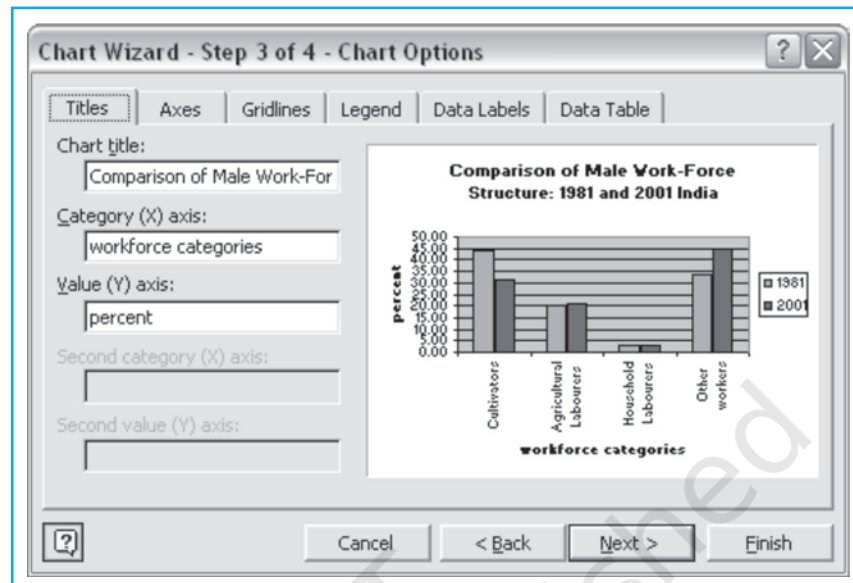 Chart Wizard - Step 3 of 4 - Chart Options
Titles Axes Gridlines Legend Data Labels Data Table
Chart title:
Comparison of Male Work-For
Category (X) axis:
workforce categories
Value (Y) axis:
percent
Second category (X) axis:
Second value (Y) axis:
Comparison of Male Work-Force
Structure: 1981 and 2001 India
percent
50.00
45.00
40.00
35.00
30.00
25.00
20.00
15.00
10.00
5.00
0.00
Cultivators
Agricultural
Labourers
Household
Labourers
Other
workers
workforce categories
1981
2001
Cancel < Back Next > Finish